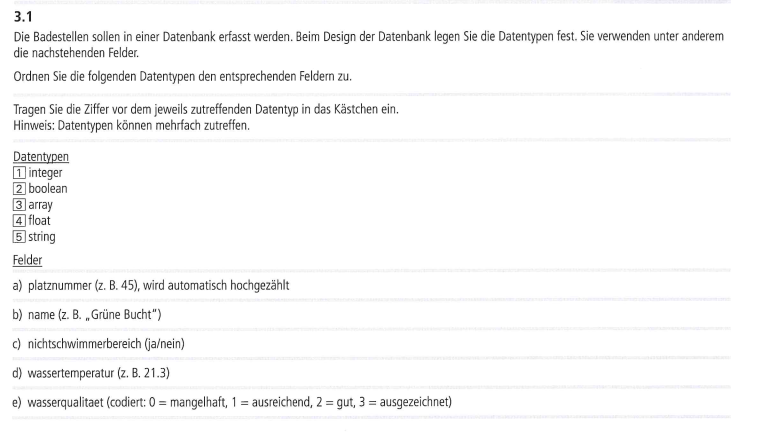 3.1
Die Badestellen sollen in einer Datenbank erfasst werden. Beim Design der Datenbank legen Sie die Datentypen fest. Sie verwenden unter anderem
die nachstehenden Felder.
Ordnen Sie die folgenden Datentypen den entsprechenden Feldern zu.
Tragen Sie die Ziffer vor dem jeweils zutreffenden Datentyp in das Kästchen ein.
Hinweis: Datentypen können mehrfach zutreffen.
Datentypen
1 integer
2 boolean
3 array
4 float
5 string
Felder
a) platznummer (z. B. 45), wird automatisch hochgezählt
b) name (z. B. „Grüne Bucht“)
c) nichtschwimmerbereich (ja/nein)
d) wassertemperatur (z. B. 21.3)
e) wasserqualitaet (codiert: 0 = mangelhaft, 1 = ausreichend, 2 = gut, 3 = ausgezeichnet)